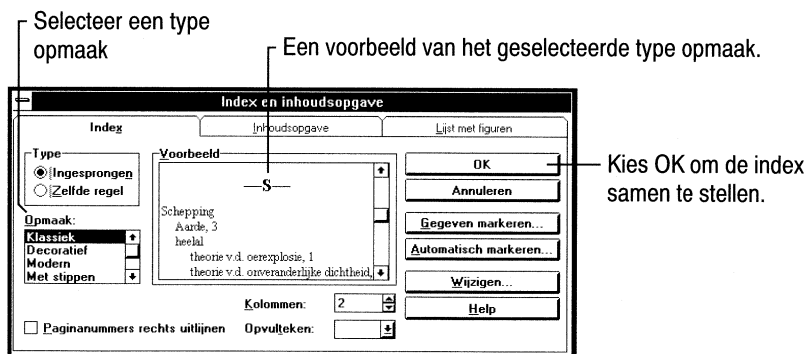 Selecteer een type
opmaak
Een voorbeeld van het geselecteerde type opmaak.
Index en inhoudsopgave
Index
Inhoudsopgave
Lijst met figuren
Type
Ingesprongen
Zelfde regel
Opmaak:
Klassiek
Decoratief
Modern
Met stippen
Voorbeeld
—S—
Schepping
Aarde, 3
heelal
theorie v.d. oerexplosie, 1
theorie v.d. onveranderlijke dichtheid,
OK
Annuleren
Gegeven markeren...
Automatisch markeren...
Wijzigen...
Help
Kies OK om de index
samen te stellen.
Kolommen: 2
Paginanummers rechts uitlijnen
Opvulteken: